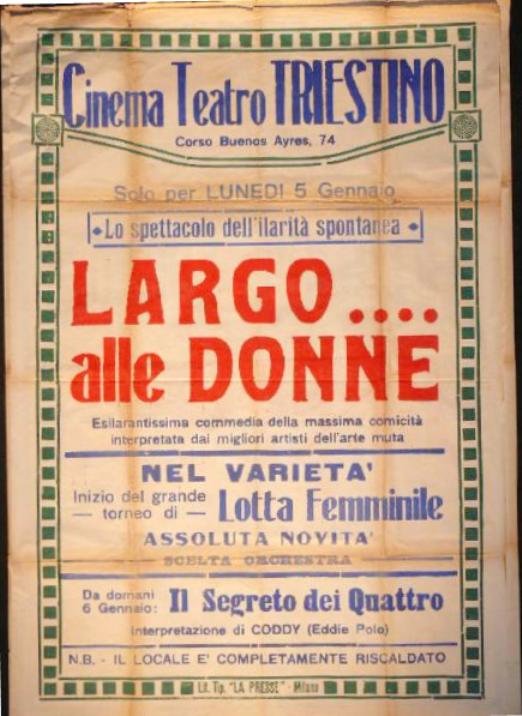 Cinema Teatro TRIESTINO
Corso Buenos Ayres, 74
Solo per LUNEDI 5 Gennaio
Lo spettacolo dell'ilarità spontanea
LARGO....
alle DONNE
Esilarantissima commedia della massima comicità
interpretata dai migliori artisti dell'arte muta
NEL VARIETA'
Inizio del grande
— torneo di — Lotta Femminile
ASSOLUTA NOVITA'
SCELTA ORCHESTRA
Da domani
6 Gennaio: Il Segreto dei Quattro
Interpretazione di CODDY (Eddie Polo)
N.B. - IL LOCALE E' COMPLETAMENTE RISCALDATO
Lit. Tip. "LA PRESSE" - Milano